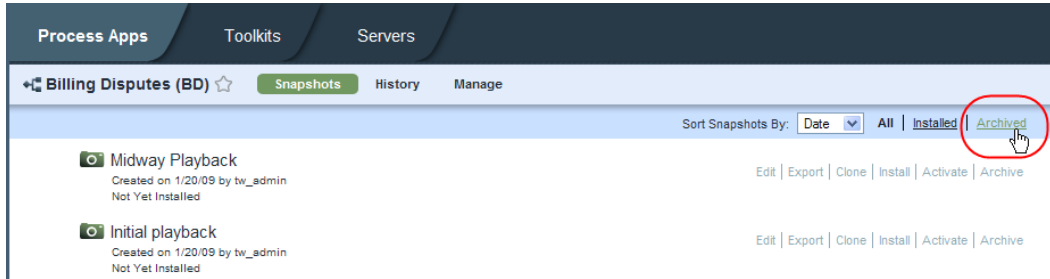 Process Apps Toolkits Servers
Billing Disputes (BD) Snapshots History Manage
Sort Snapshots By: Date All | Installed | Archived
Midway Playback
Edit | Export | Clone | Install | Activate | Archive
Created on 1/20/09 by tw_admin
Not Yet Installed
Initial playback
Edit | Export | Clone | Install | Activate | Archive
Created on 1/20/09 by tw_admin
Not Yet Installed